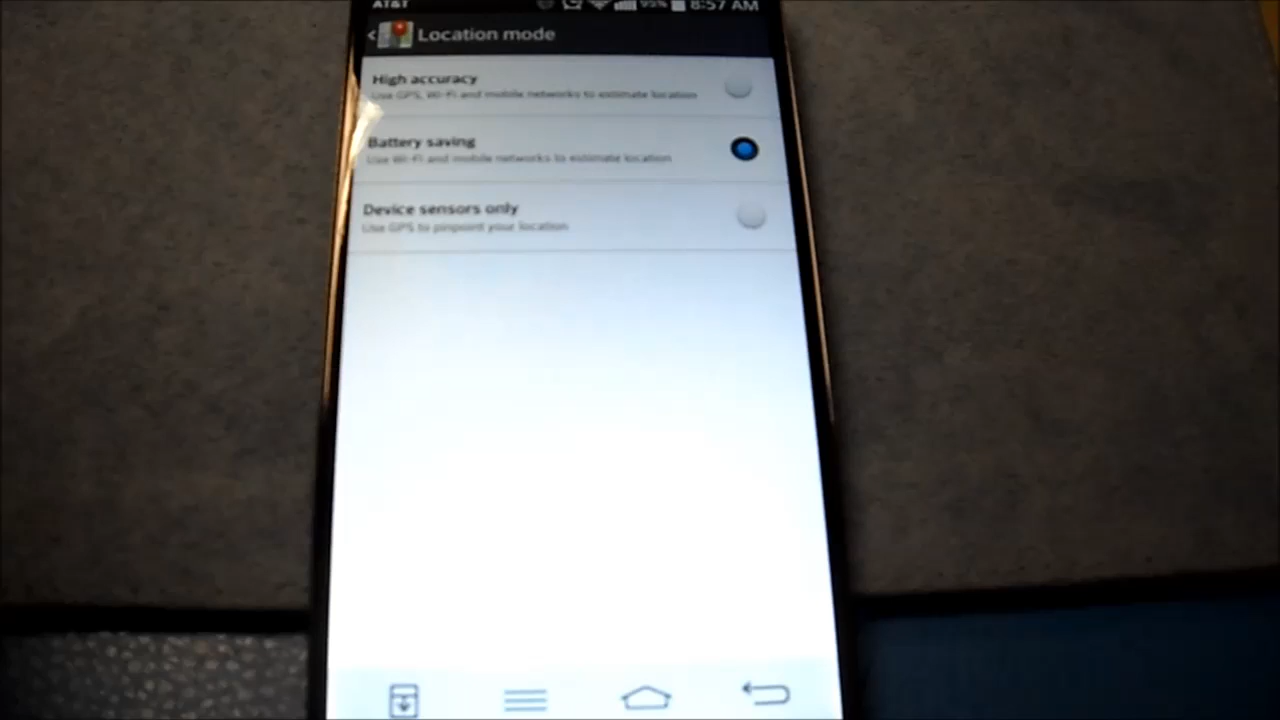 AT&T 95% 8:57 AM
Location mode
High accuracy
Use GPS, Wi-Fi and mobile networks to estimate location
Battery saving
Use Wi-Fi and mobile networks to estimate location
Device sensors only
Use GPS to pinpoint your location